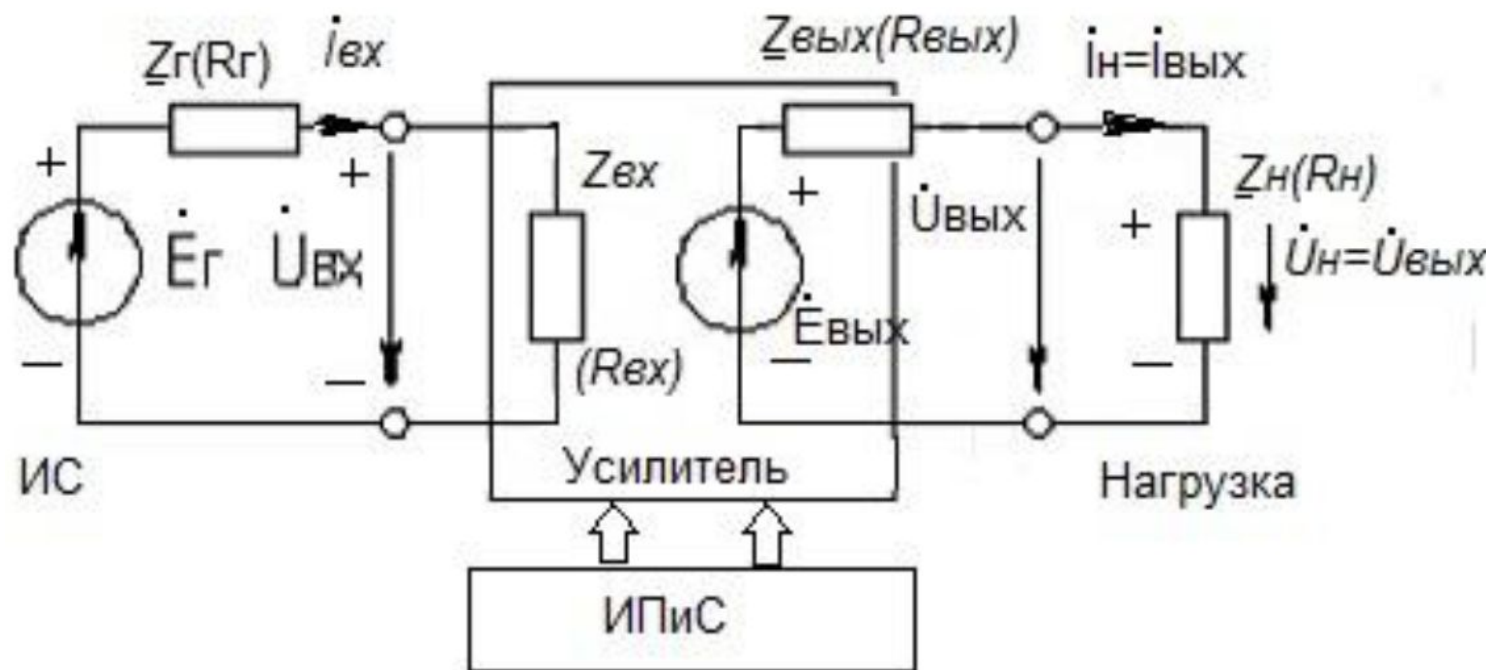 Zг(Rг)
İвх
Zвых(Rвых)
İн=İвых
+
+
Zвх
+
U̇вых
+
Zн(Rн)
Ėг
U̇вх
U̇н=U̇вых
Ėвых
—
—
(Rвх)
—
—
ИС
Усилитель
Нагрузка
ИПиС